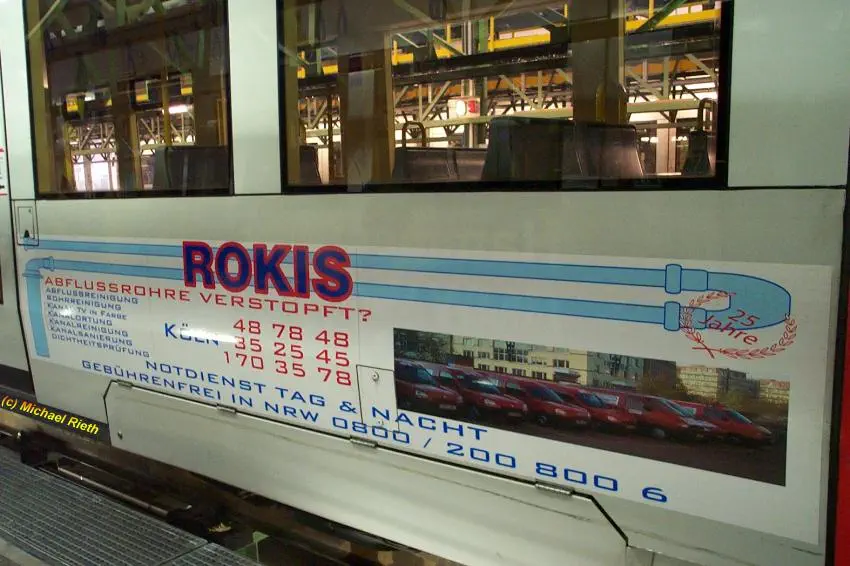 ROKIS
ABFLUSSROHRE VERSTOPFT?
ABFLUSSREINIGUNG
ROHRREINIGUNG
KANAL-TV IN FARBE
KANALORTUNG
KANALREINIGUNG
KANALSANIERUNG
DICHTHEITSPRÜFUNG
KÖLN
48 78 48
35 25 45
170 35 78
25
Jahre
NOTDIENST TAG & NACHT
GEBÜHRENFREI IN NRW 0800 / 200 800 6
(c) Michael Rieth